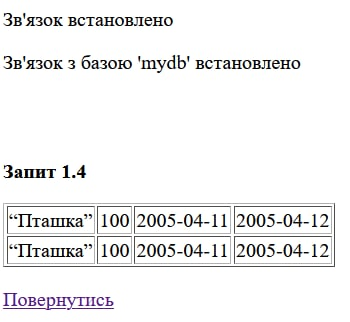 Зв'язок встановлено
Зв'язок з базою 'mydb' встановлено
Запит 1.4
“Пташка” 100 2005-04-11 2005-04-12
“Пташка” 100 2005-04-11 2005-04-12
Повернутись